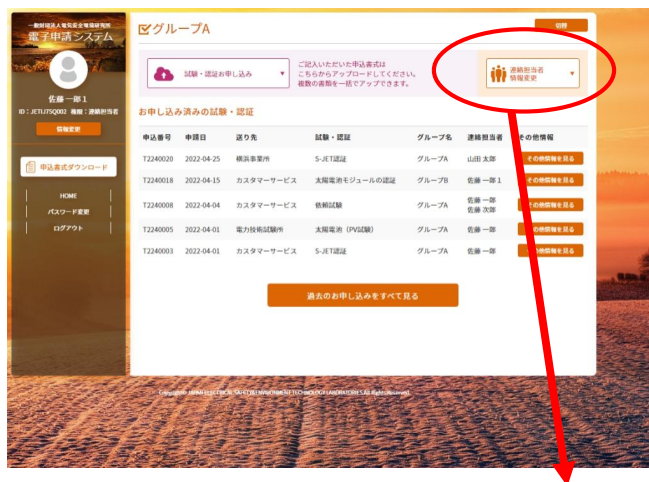 一般財団法人電気安全環境研究所
電子申請システム
佐藤一郎１
ID：JETIJ75Q002 権限：連絡担当者
情報変更
申込書式ダウンロード
HOME
パスワード変更
ログアウト
グループA
切替
試験・認証お申し込み ▼
ご記入いただいた申込書式は
こちらからアップロードしてください。
複数の書類を一括でアップできます。
連絡担当者
情報変更 ▼
お申し込み済みの試験・認証
申込番号 申請日 送り先 試験・認証 グループ名 連絡担当者 その他情報
T2240020 2022-04-25 横浜事業所 S-JET認証 グループA 山田 太郎 その他情報を見る
T2240018 2022-04-15 カスタマーサービス 太陽電池モジュールの認証 グループB 佐藤 一郎１ その他情報を見る
T2240008 2022-04-04 カスタマーサービス 依頼試験 グループA 佐藤 一郎 その他情報を見る
佐藤 次郎
T2240005 2022-04-01 電力技術試験所 太陽電池（PV試験） グループA 佐藤 一郎 その他情報を見る
T2240003 2022-04-01 カスタマーサービス S-JET認証 グループA 佐藤 一郎 その他情報を見る
過去のお申し込みをすべて見る
Copyright© JAPAN ELECTRICAL SAFETY & ENVIRONMENT TECHNOLOGY LABORATORIES All Rights Reserved.